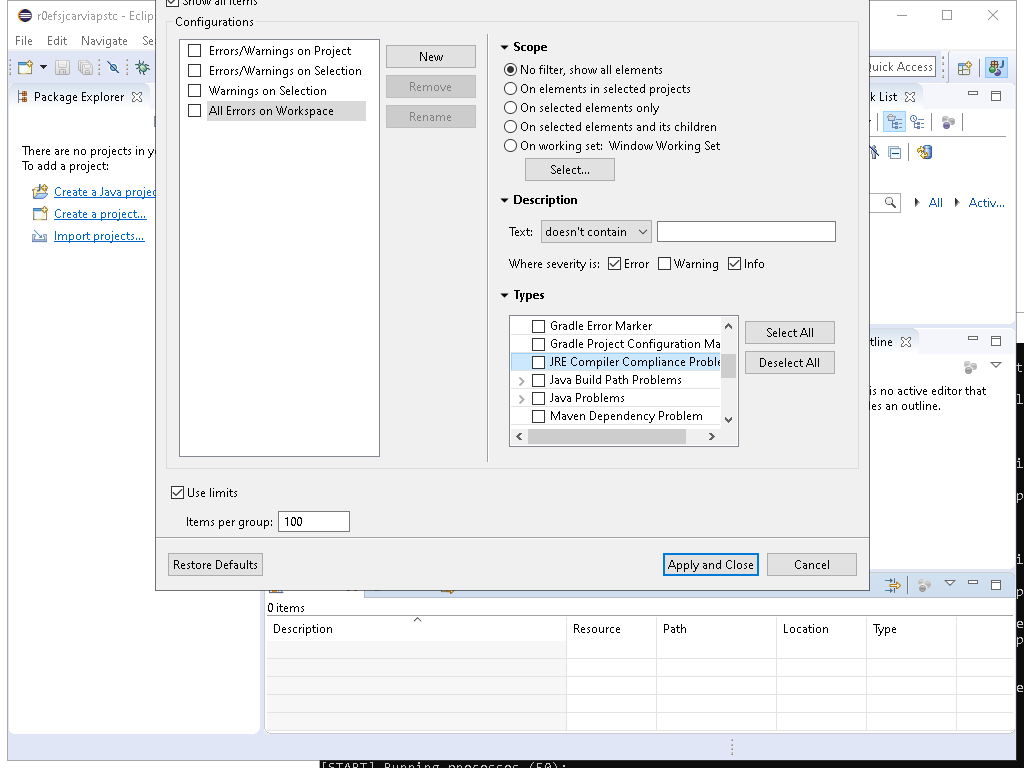 Show all items
r0efsjcarviapstc - Eclip
File Edit Navigate Se
Quick Access
Package Explorer
There are no projects in y
To add a project:
Create a Java projec
Create a project...
Import projects...
Configurations
Errors/Warnings on Project
Errors/Warnings on Selection
Warnings on Selection
All Errors on Workspace
New
Remove
Rename
Scope
No filter, show all elements
On elements in selected projects
On selected elements only
On selected elements and its children
On working set: Window Working Set
Select...
Description
Text: doesn't contain
Where severity is: Error Warning Info
Types
Gradle Error Marker
Gradle Project Configuration Ma
JRE Compiler Compliance Proble
Java Build Path Problems
Java Problems
Maven Dependency Problem
Select All
Deselect All
Use limits
Items per group: 100
Restore Defaults
Apply and Close
Cancel
k List
All Activ...
tline
is no active editor that
les an outline.
0 items
Description Resource Path Location Type
[START] Running processes (50):